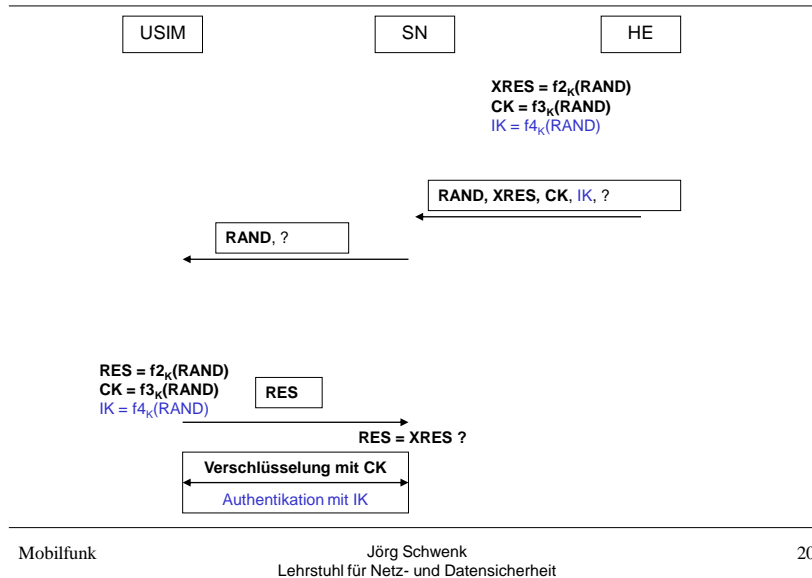 USIM
SN
HE
XRES = f2K(RAND)
CK = f3K(RAND)
IK = f4K(RAND)
RAND, XRES, CK, IK, ?
RAND, ?
RES = f2K(RAND)
CK = f3K(RAND)
IK = f4K(RAND)
RES
RES = XRES ?
Verschlüsselung mit CK
Authentikation mit IK
Mobilfunk
Jörg Schwenk
Lehrstuhl für Netz- und Datensicherheit
20